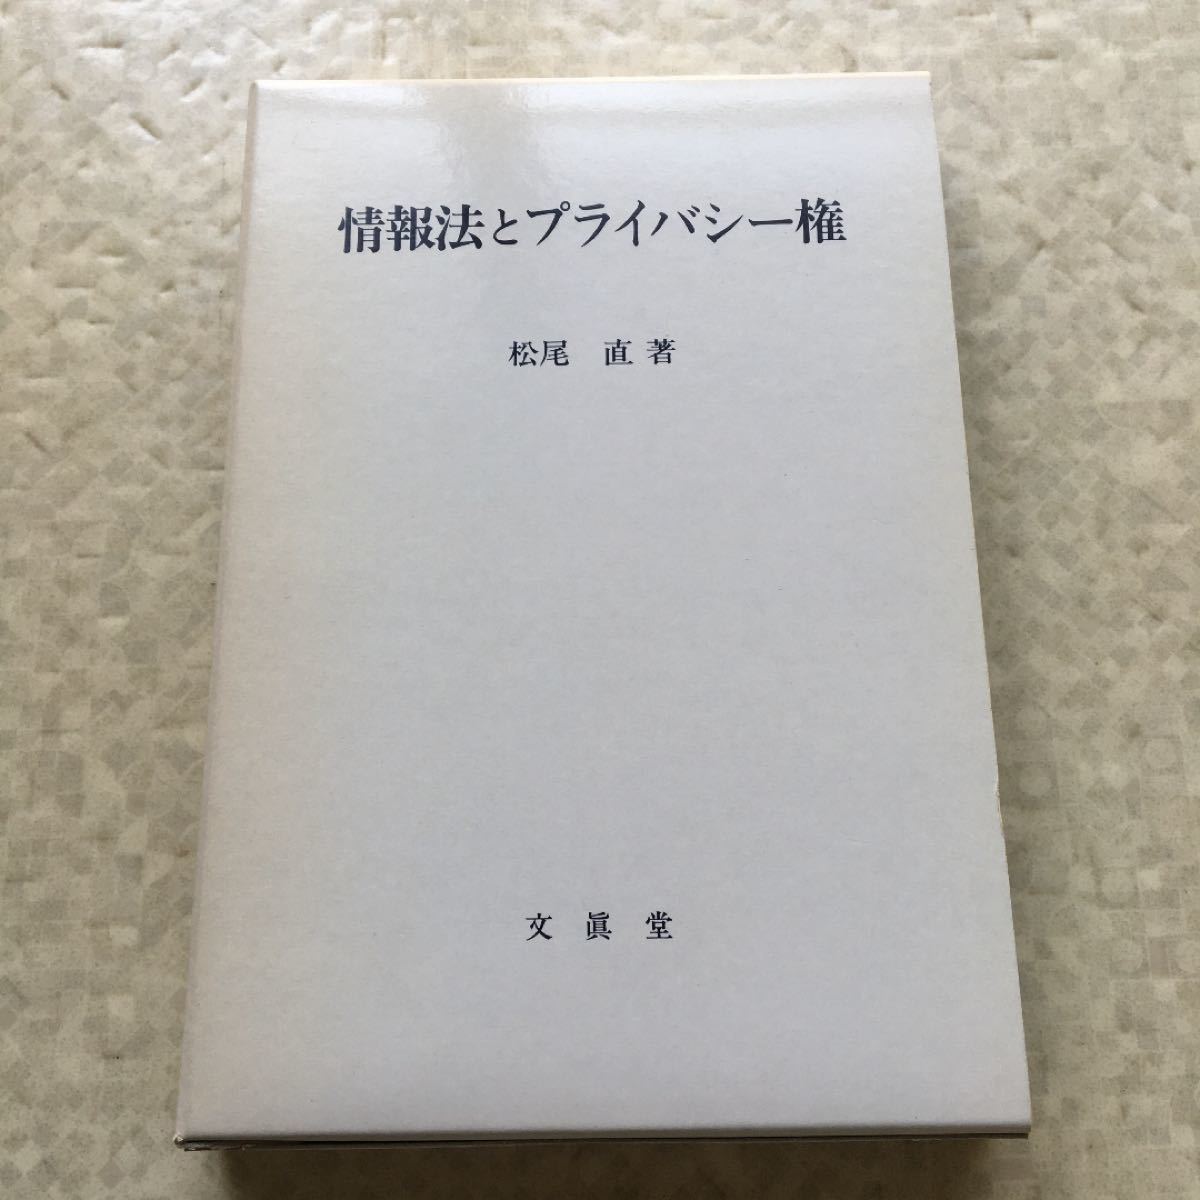 情報法とプライバシー権
松尾 直 著
文眞堂